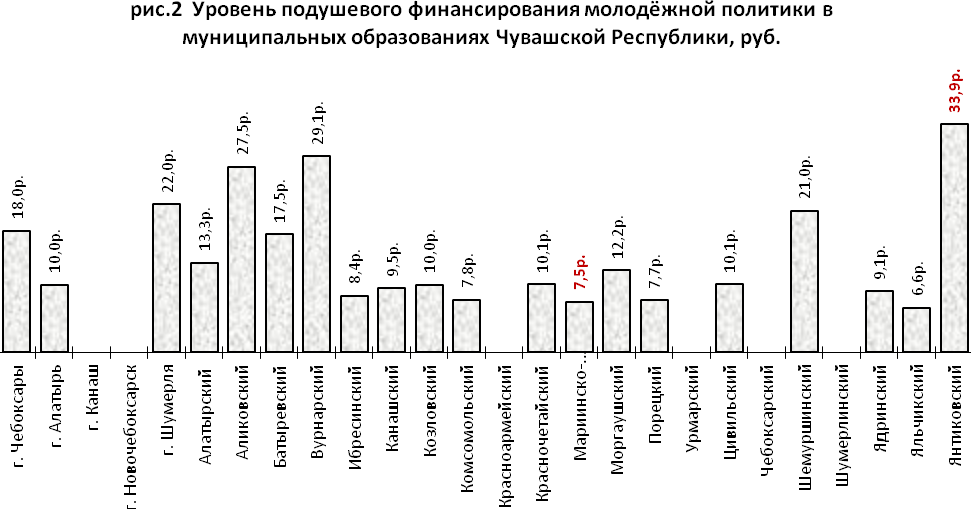 рис.2 Уровень подушевого финансирования молодёжной политики в
муниципальных образованиях Чувашской Республики, руб.
18,0р.
10,0р.
22,0р.
13,3р.
27,5р.
17,5р.
29,1р.
8,4р.
9,5р.
10,0р.
7,8р.
10,1р.
7,5р.
12,2р.
7,7р.
10,1р.
21,0р.
9,1р.
6,6р.
33,9р.
г. Чебоксары
г. Алатырь
г. Канаш
г. Новочебоксарск
г. Шумерля
Алатырский
Аликовский
Батыревский
Вурнарский
Ибресинский
Канашский
Козловский
Комсомольский
Красноармейский
Красночетайский
Мариинско-...
Моргаушский
Порецкий
Урмарский
Цивильский
Чебоксарский
Шемуршинский
Шумерлинский
Ядринский
Яльчикский
Янтиковский